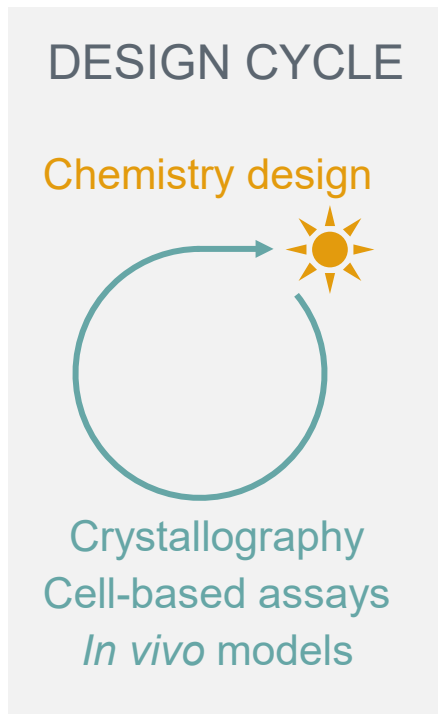 DESIGN CYCLE
Chemistry design
Crystallography
Cell-based assays
In vivo models